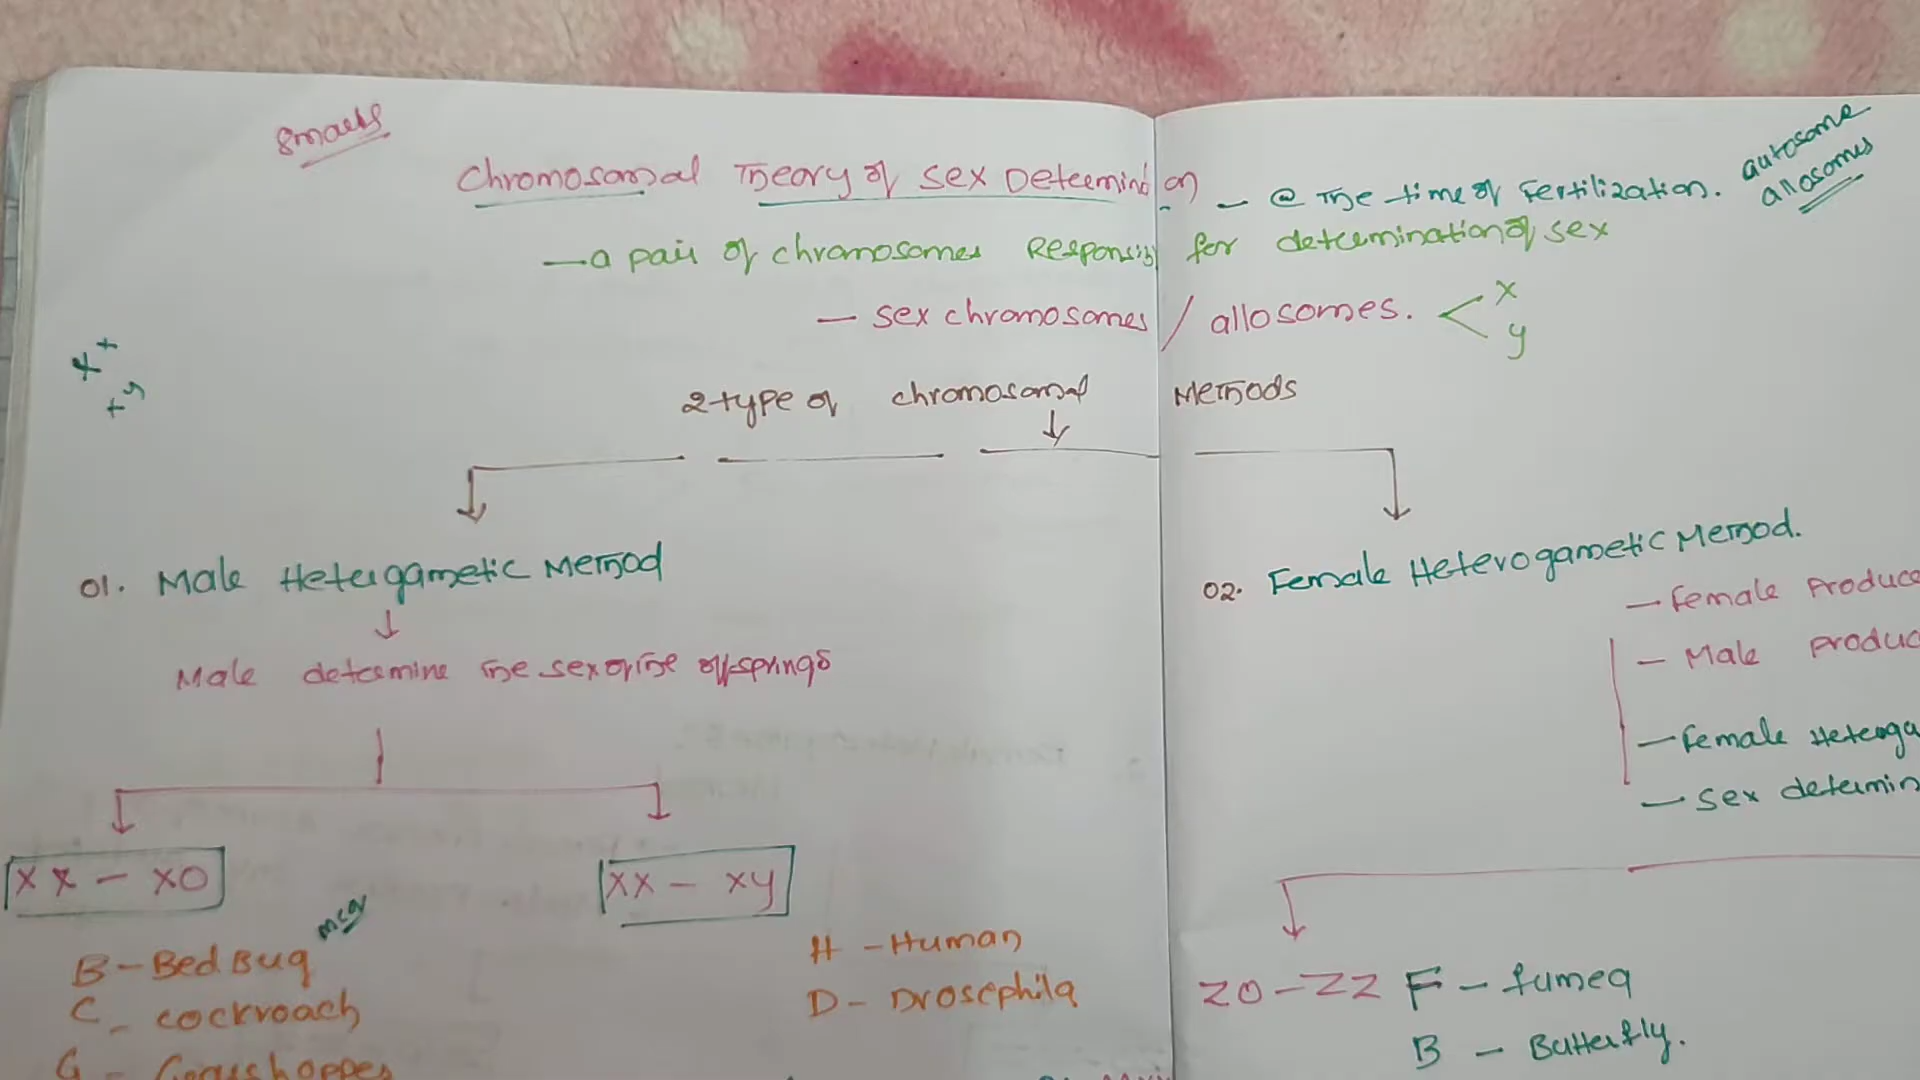 8marks
Chromosomal Theory of Sex Determination - @ the time of Fertilization.
autosome
allosomes
- a pair of chromosomes Responsib for determination of sex
- sex chromosomes / allosomes. < x
y
x +
+ y
2 type of chromosomal Methods
01. Male Heterogametic Method
02. Female Heterogametic Method.
- Female Produce
- Male produc
- Female Heteroga
- Sex determin
Male determine the sex of the offsprings
XX - XO
XX - XY
mcq
B - Bed Bug
C - cockroach
G - Grasshopper
H - Human
D - Drosophila
ZO - ZZ F - fumea
B - Butterfly.